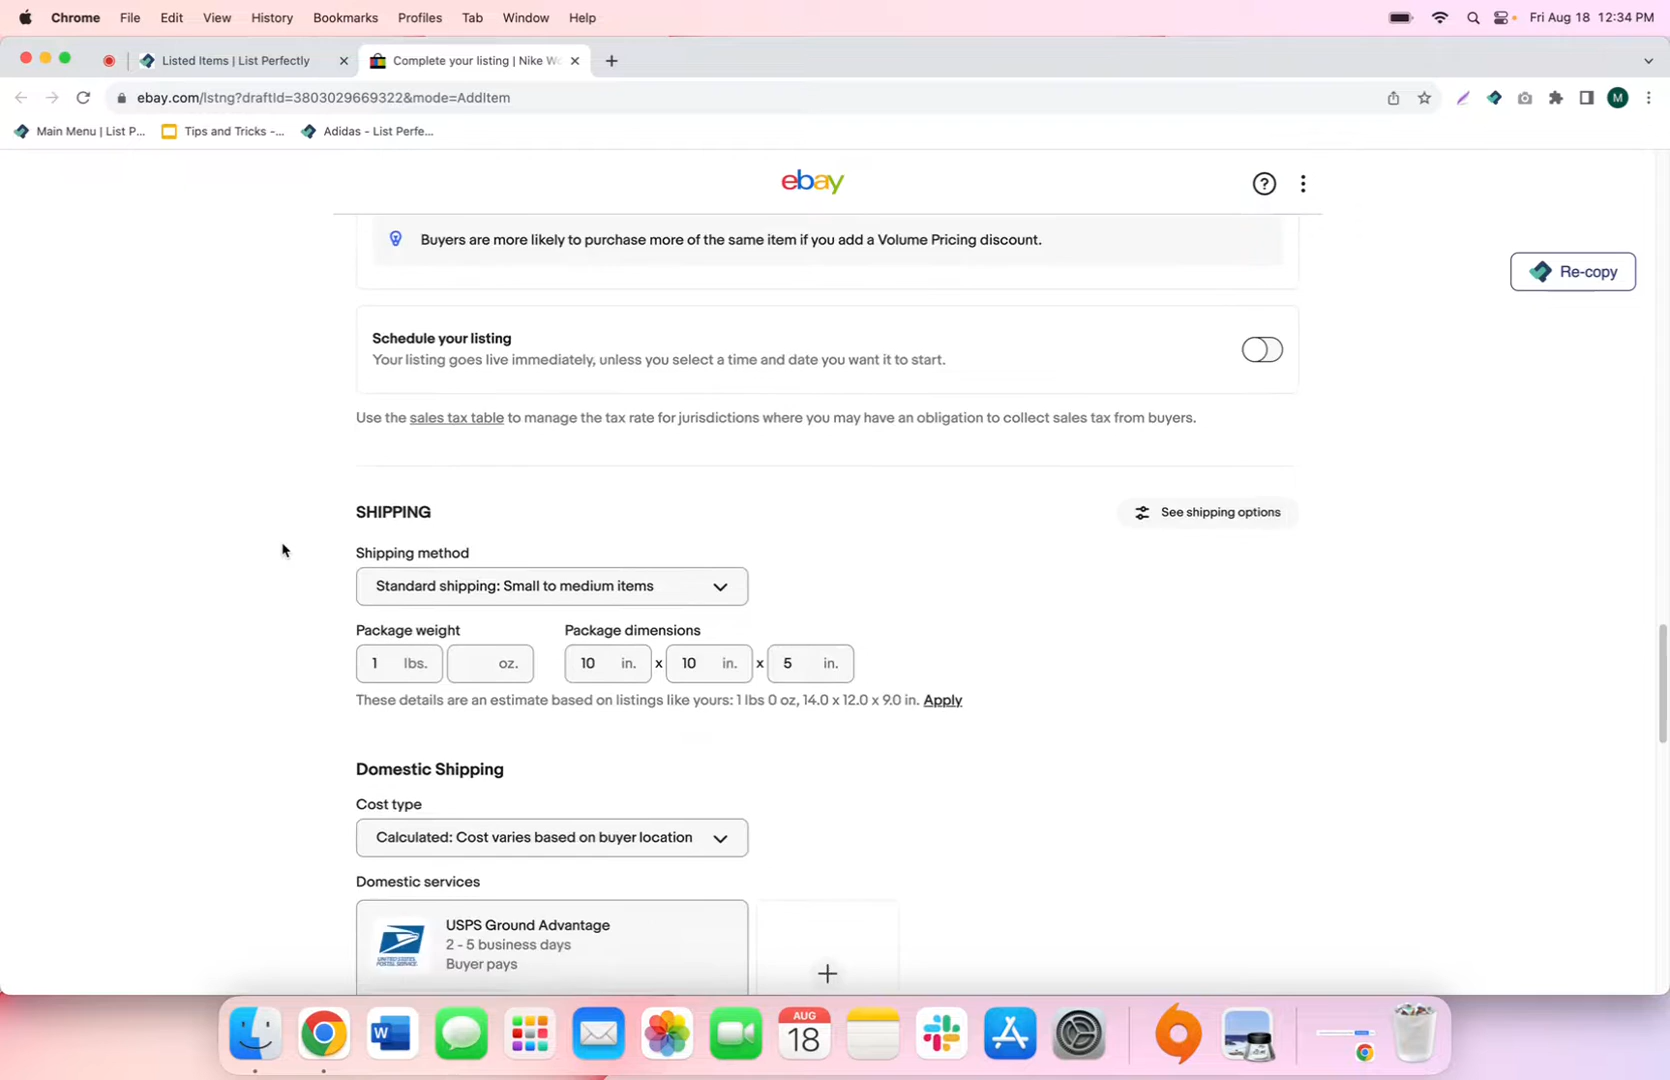 Chrome File Edit View History Bookmarks Profiles Tab Window Help Fri Aug 18 12:34 PM
Listed Items | List Perfectly Complete your listing | Nike Wo
ebay.com/lstng?draftId=3803029669322&mode=AddItem M
Main Menu | List P... Tips and Tricks -... Adidas - List Perfe...
ebay
Buyers are more likely to purchase more of the same item if you add a Volume Pricing discount.
Re-copy
Schedule your listing
Your listing goes live immediately, unless you select a time and date you want it to start.
Use the sales tax table to manage the tax rate for jurisdictions where you may have an obligation to collect sales tax from buyers.
SHIPPING See shipping options
Shipping method
Standard shipping: Small to medium items
Package weight Package dimensions
1 lbs. oz. 10 in. x 10 in. x 5 in.
These details are an estimate based on listings like yours: 1 lbs 0 oz, 14.0 x 12.0 x 9.0 in. Apply
Domestic Shipping
Cost type
Calculated: Cost varies based on buyer location
Domestic services
USPS Ground Advantage
2 - 5 business days
Buyer pays
UNITED STATES
POSTAL SERVICE
AUG
18
W